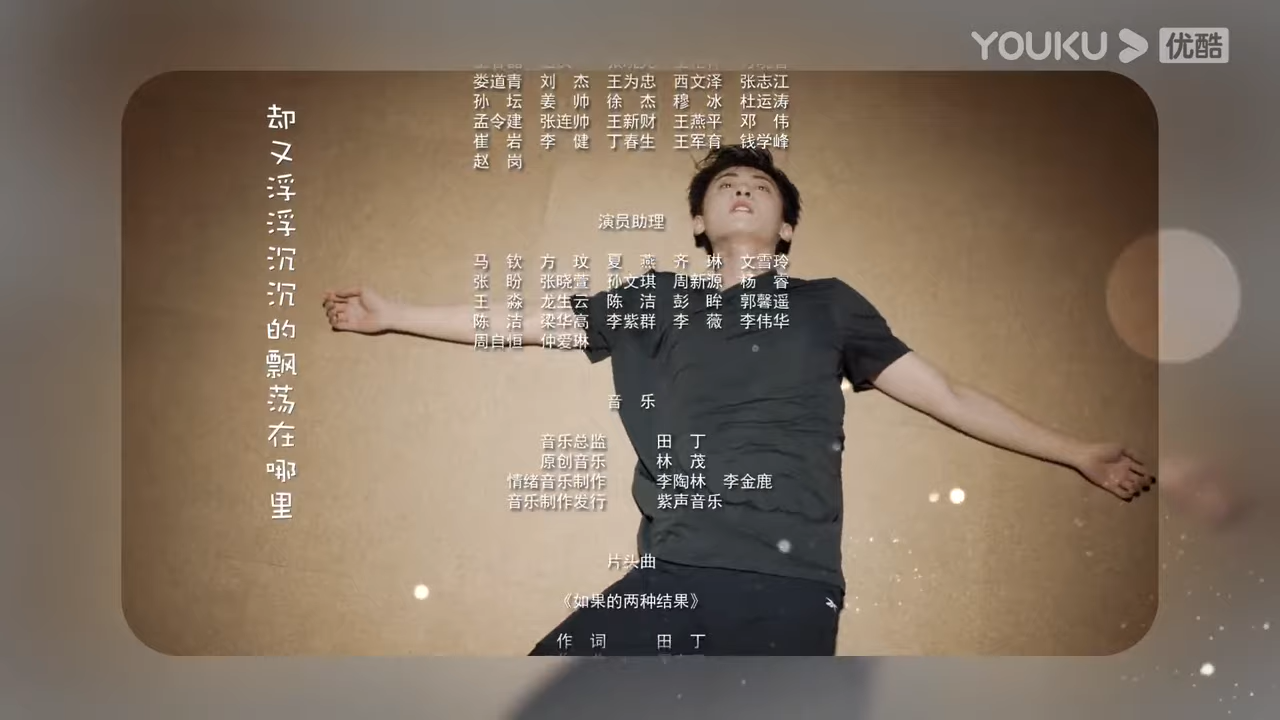 YOUKU 优酷
却又浮浮沉沉的飘荡在哪里
娄道青 刘 杰 王为忠 西文泽 张志江
孙 坛 姜 帅 徐 杰 穆 冰 杜运涛
孟令建 张连帅 王新财 王燕平 邓 伟
崔 岩 李 健 丁春生 王军育 钱学峰
赵 岗
演员助理
马 钦 方 玟 夏 燕 齐 琳 文雪玲
张 盼 张晓萱 孙文琪 周新源 杨 睿
王 淼 龙生云 陈 洁 彭 眸 郭馨遥
陈 洁 梁华高 李紫群 李 薇 李伟华
周自恒 仲爱琳
音 乐
音乐总监 田 丁
原创音乐 林 茂
情绪音乐制作 李陶林 李金鹿
音乐制作发行 紫声音乐
片头曲
《如果的两种结果》
作 词 田 丁